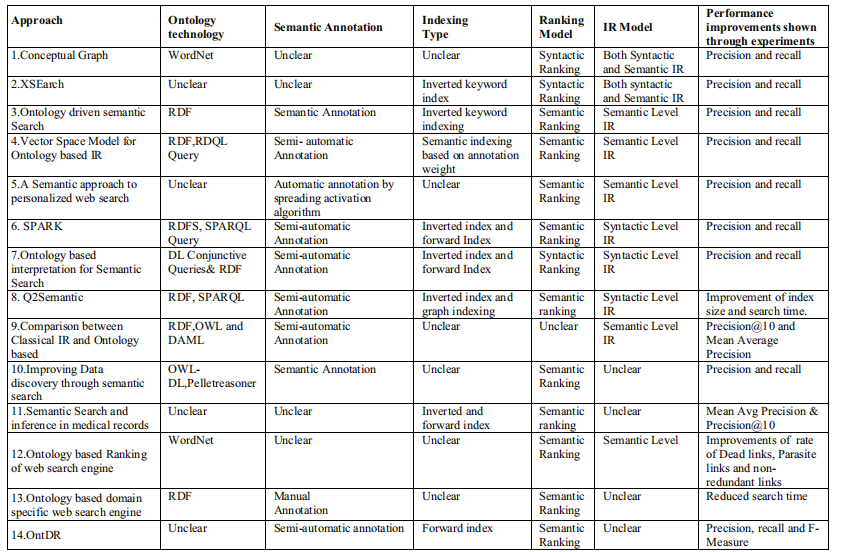 Approach
Ontology
technology
Semantic Annotation
Indexing
Type
Ranking
Model
IR Model
Performance
improvements shown
through experiments
1.Conceptual Graph
WordNet
Unclear
Unclear
Syntactic
Ranking
Both Syntactic
and Semantic IR
Precision and recall
2.XSEarch
Unclear
Unclear
Inverted keyword
index
Syntactic
Ranking
Both syntactic
and Semantic IR
Precision and recall
3.Ontology driven semantic
Search
RDF
Semantic Annotation
Inverted keyword
indexing
Semantic
Ranking
Semantic Level
IR
Precision and recall
4.Vector Space Model for
Ontology based IR
RDF,RDQL
Query
Semi- automatic
Annotation
Semantic indexing
based on annotation
weight
Semantic
Ranking
Semantic Level
IR
Precision and recall
5.A Semantic approach to
personalized web search
Unclear
Automatic annotation by
spreading activation
algorithm
Unclear
Semantic
Ranking
Semantic Level
IR
Precision and recall
6. SPARK
RDFS, SPARQL
Query
Semi-automatic
Annotation
Inverted index and
forward Index
Semantic
Ranking
Syntactic Level
IR
Precision and recall
7.Ontology based
interpretation for Semantic
Search
DL Conjunctive
Queries& RDF
Semi-automatic
Annotation
Inverted index and
forward Index
Syntactic
Ranking
Syntactic Level
IR
Precision and recall
8. Q2Semantic
RDF, SPARQL
Semi-automatic
Annotation
Inverted index and
graph indexing
Semantic
ranking
Syntactic Level
IR
Improvement of index
size and search time.
9.Comparison between
Classical IR and Ontology
based
RDF,OWL and
DAML
Semi-automatic
Annotation
Unclear
Unclear
Semantic Level
IR
Precision@10 and
Mean Average
Precision
10.Improving Data
discovery through semantic
search
OWL-
DL,Pelletreasoner
Semantic Annotation
Unclear
Semantic
Ranking
Unclear
Precision and recall
11.Semantic Search and
inference in medical records
Unclear
Unclear
Inverted and
forward index
Semantic
ranking
Unclear
Mean Avg Precision &
Precision@10
12.Ontology based Ranking
of web search engine
WordNet
Unclear
Unclear
Semantic
Ranking
Semantic Level
Improvements of rate
of Dead links, Parasite
links and non-
redundant links
13.Ontology based domain
specific web search engine
RDF
Manual
Annotation
Unclear
Semantic
Ranking
Unclear
Reduced search time
14.OntDR
Unclear
Semi-automatic annotation
Forward index
Semantic
Ranking
Unclear
Precision, recall and F-
Measure